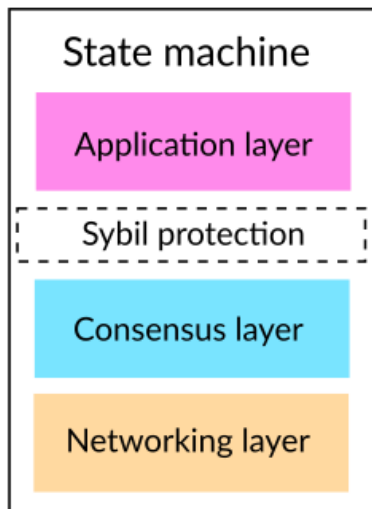 State machine
Application layer
Sybil protection
Consensus layer
Networking layer